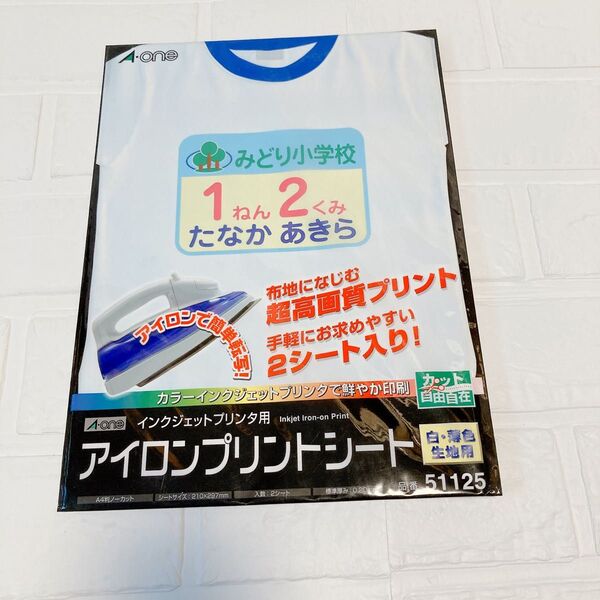 A-one
みどり小学校
1ねん2くみ
たなか あきら
布地になじむ
超高画質プリント
手軽にお求めやすい
2シート入り!
アイロンで簡単転写!
カラーインクジェットプリンタで鮮やか印刷
カット
自由自在
A-one
インクジェットプリンタ用 Inkjet Iron-on Print
アイロンプリントシート
白・薄色
生地用
A4判ノーカット
シートサイズ:210×297mm
入数:2シート
標準厚み:0.2
品番 51125